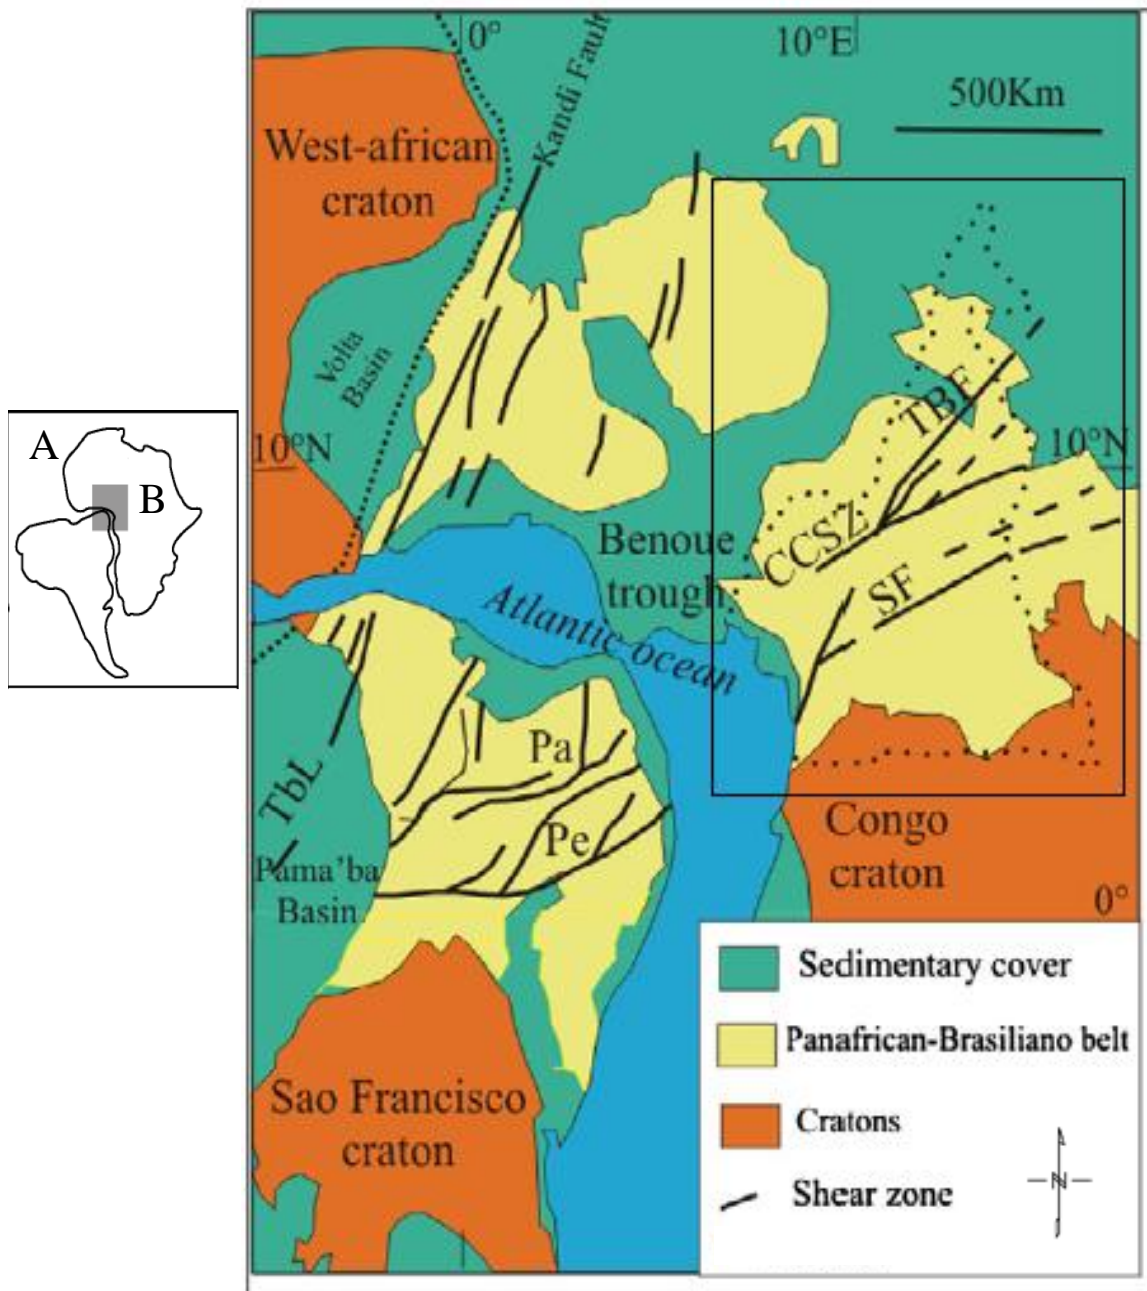 A
B
0°
10°E
Kandi Fault
500Km
West-african
craton
Volta
Basin
10°N
10°N
TBF
CCSZ
SF
Benoue
trough
Atlantic ocean
Pa
Pe
TbL
Pama'ba
Basin
Congo
craton
0°
Sao Francisco
craton
Sedimentary cover
Panafrican-Brasiliano belt
Cratons
Shear zone
N